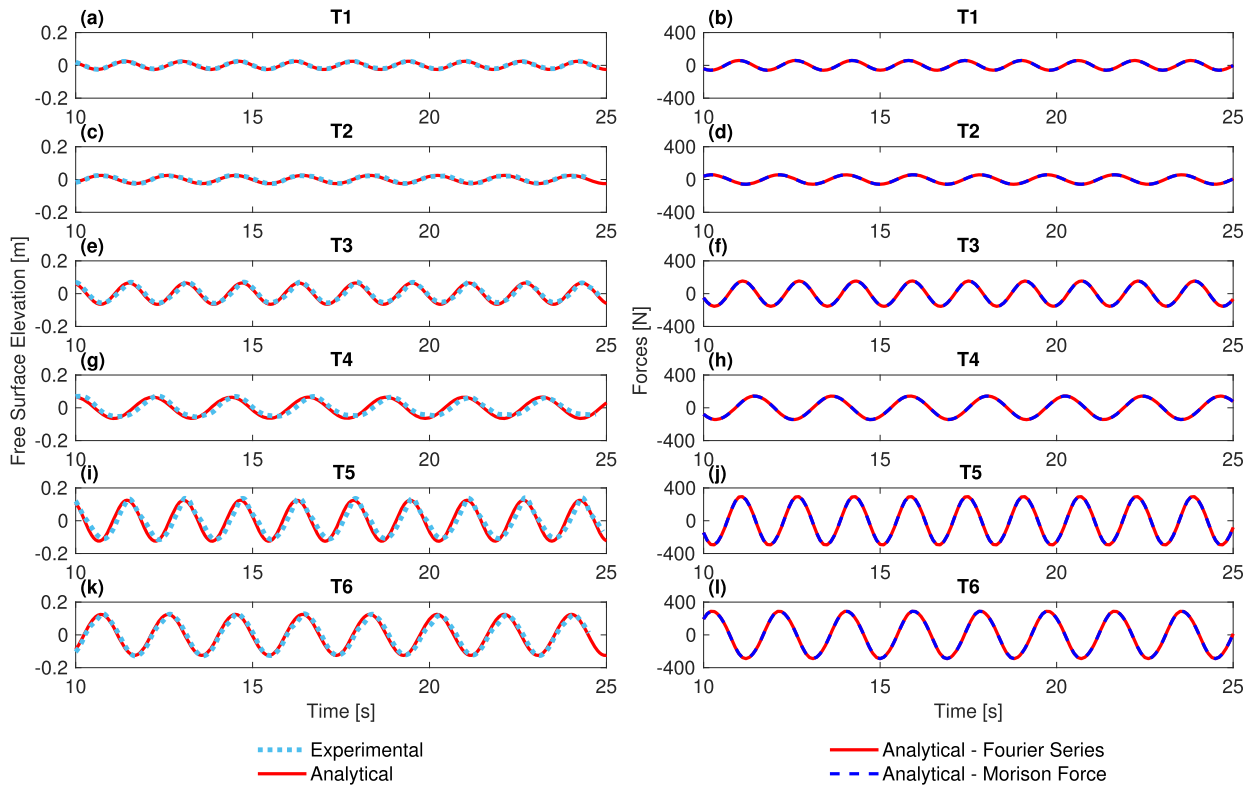 (a) T1
0.2
0
-0.2
10 15 20 25
(b) T1
400
0
-400
10 15 20 25
(c) T2
0.2
0
-0.2
10 15 20 25
(d) T2
400
0
-400
10 15 20 25
(e) T3
0.2
0
-0.2
10 15 20 25
(f) T3
400
0
-400
10 15 20 25
(g) T4
0.2
0
-0.2
10 15 20 25
(h) T4
400
0
-400
10 15 20 25
(i) T5
0.2
0
-0.2
10 15 20 25
(j) T5
400
0
-400
10 15 20 25
(k) T6
0.2
0
-0.2
10 15 20 25
(l) T6
400
0
-400
10 15 20 25
Free Surface Elevation [m]
Forces [N]
Time [s]
Time [s]
Experimental
Analytical
Analytical - Fourier Series
Analytical - Morison Force